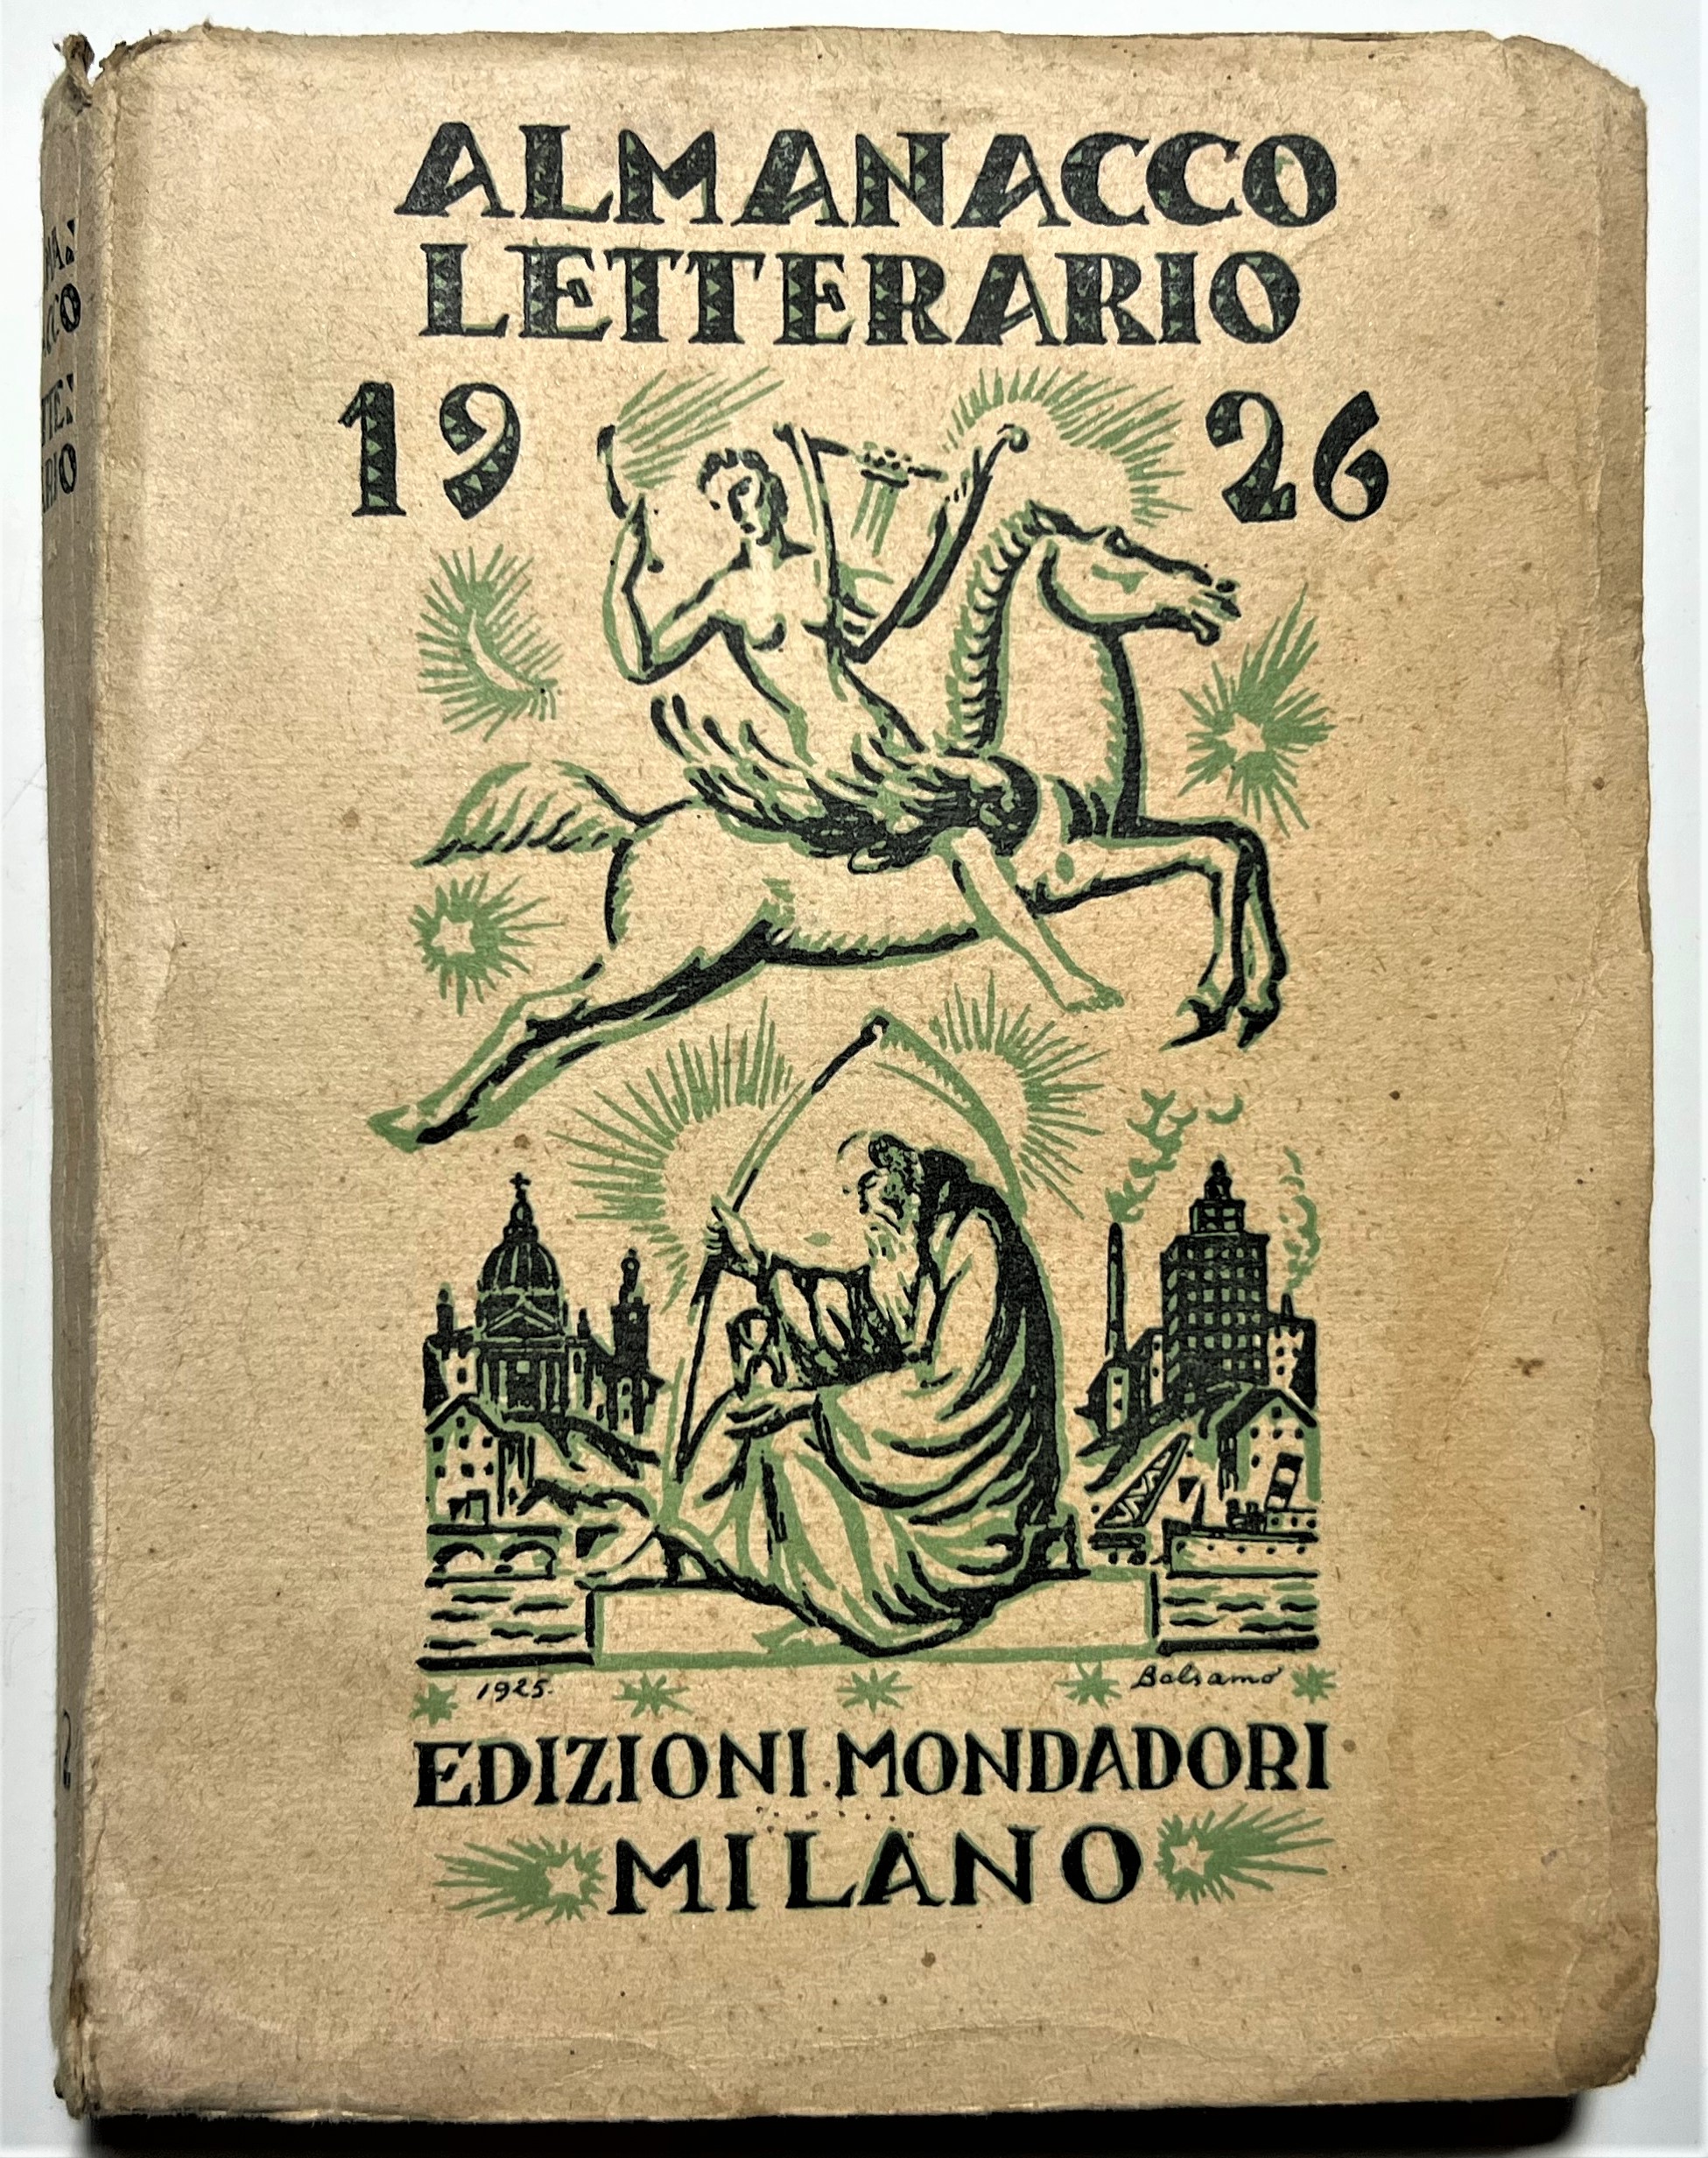 ALMANACCO
LETTERARIO
19 26
1925. Balsamo
EDIZIONI MONDADORI
MILANO